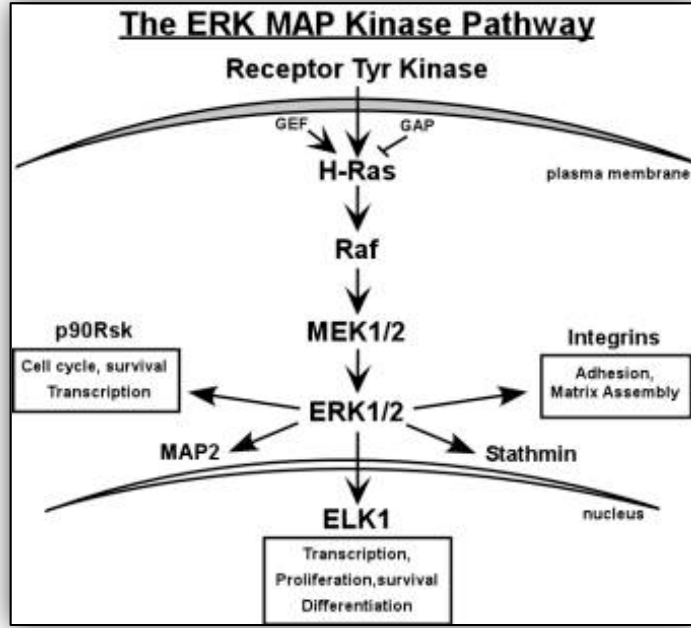 The ERK MAP Kinase Pathway
Receptor Tyr Kinase
GEF
GAP
H-Ras
plasma membrane
Raf
p90Rsk
MEK1/2
Integrins
Cell cycle, survival
Transcription
Adhesion,
Matrix Assembly
ERK1/2
MAP2
Stathmin
ELK1
nucleus
Transcription,
Proliferation,survival
Differentiation